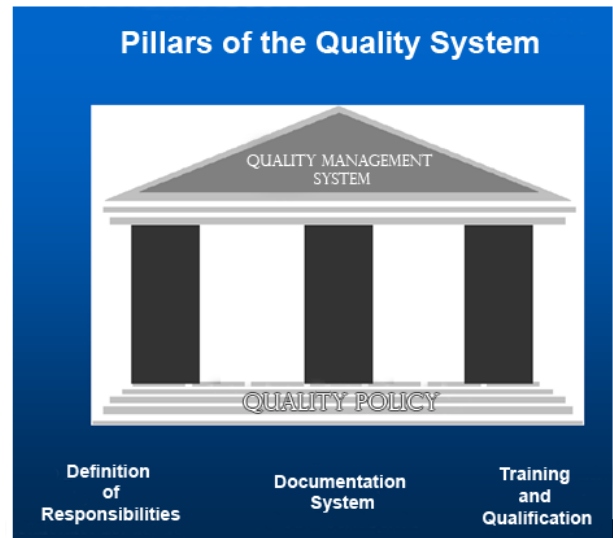 Pillars of the Quality System
QUALITY MANAGEMENT
SYSTEM
QUALITY POLICY
Definition
of
Responsibilities
Documentation
System
Training
and
Qualification